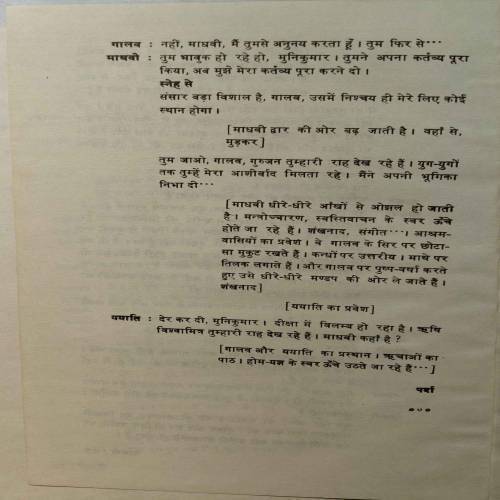 गालव : नहीं, माधवी, मैं तुमसे अनुनय करता हूँ । तुम फिर से···
माधवी : तुम भावुक हो रहे हो, मुनिकुमार । तुमने अपना कर्तव्य पूरा
किया, अब मुझे मेरा कर्तव्य पूरा करने दो ।
स्नेह से
संसार बड़ा विशाल है, गालव, उसमें निश्चय ही मेरे लिए कोई
स्थान होगा ।
[माधवी द्वार की ओर बढ़ जाती है । वहाँ से,
मुड़कर]
तुम जाओ, गालव, गुरुजन तुम्हारी राह देख रहे हैं । युग-युगों
तक तुम्हें मेरा आशीर्वाद मिलता रहे । मैंने अपनी भूमिका
निभा दी···
[माधवी धीरे-धीरे आँखों से ओझल हो जाती
है । मन्त्रोच्चारण, स्वस्तिवाचन के स्वर ऊँचे
होते जा रहे हैं । शंखनाद, संगीत··· । आश्रम-
वासियों का प्रवेश । वे गालव के सिर पर छोटा-
सा मुकुट रखते हैं । कन्धों पर उत्तरीय । माथे पर
तिलक लगाते हैं । और गालव पर पुष्प-वर्षा करते
हुए उसे धीरे-धीरे मण्डप की ओर ले जाते हैं ।
शंखनाद]
[ययाति का प्रवेश]
ययाति : देर कर दी, मुनिकुमार । दीक्षा में विलम्ब हो रहा है । ऋषि
विश्वामित्र तुम्हारी राह देख रहे हैं । माधवी कहाँ है ?
[गालव और ययाति का प्रस्थान । ऋचाओं का
पाठ । होम-यज्ञ के स्वर ऊँचे उठते जा रहे हैं···]
पर्दा